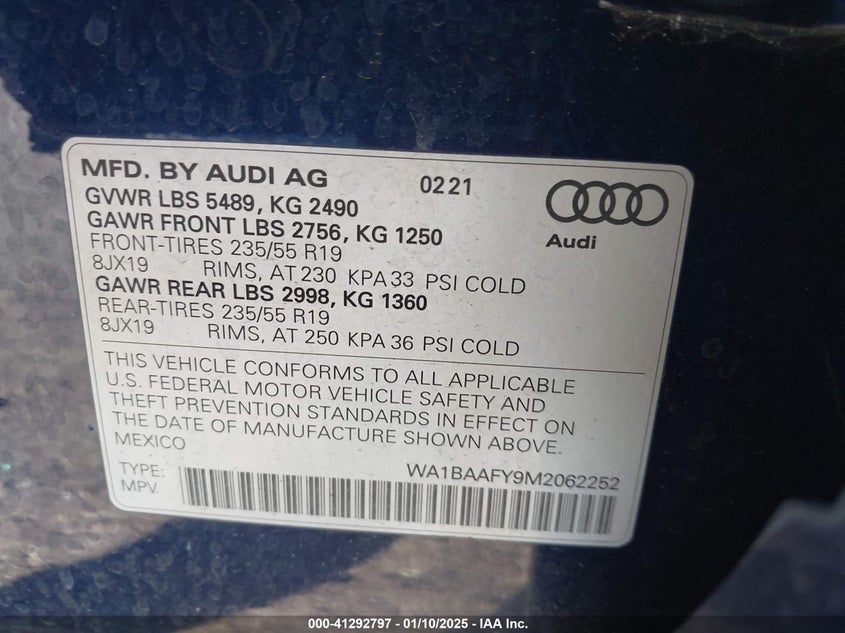 MFD. BY AUDI AG 02 21
GVWR LBS 5489, KG 2490
GAWR FRONT LBS 2756, KG 1250
FRONT-TIRES 235/55 R19
8JX19 RIMS, AT 230 KPA 33 PSI COLD
GAWR REAR LBS 2998, KG 1360
REAR-TIRES 235/55 R19
8JX19 RIMS, AT 250 KPA 36 PSI COLD
Audi
THIS VEHICLE CONFORMS TO ALL APPLICABLE
U.S. FEDERAL MOTOR VEHICLE SAFETY AND
THEFT PREVENTION STANDARDS IN EFFECT ON
THE DATE OF MANUFACTURE SHOWN ABOVE.
MEXICO
TYPE: WA1BAAFY9M2062252
MPV
000-41292797 - 01/10/2025 - IAA Inc.